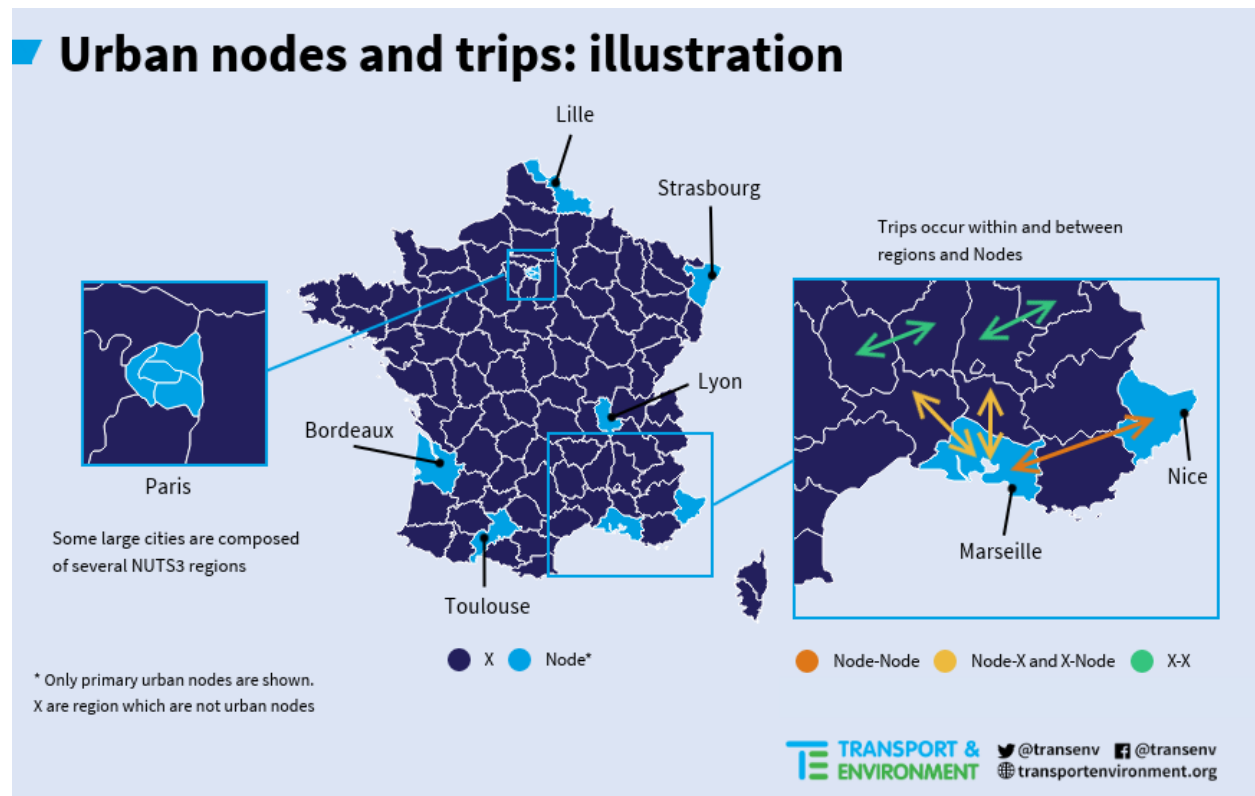 Urban nodes and trips: illustration
Lille
Strasbourg
Trips occur within and between
regions and Nodes
Lyon
Bordeaux
Paris
Nice
Some large cities are composed
of several NUTS3 regions
Marseille
Toulouse
X
Node*
Node-Node
Node-X and X-Node
X-X
* Only primary urban nodes are shown.
X are region which are not urban nodes
TE
TRANSPORT &
ENVIRONMENT
@transenv
@transenv
transportenvironment.org